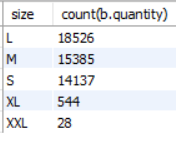 size count(b.quantity)
L 18526
M 15385
S 14137
XL 544
XXL 28